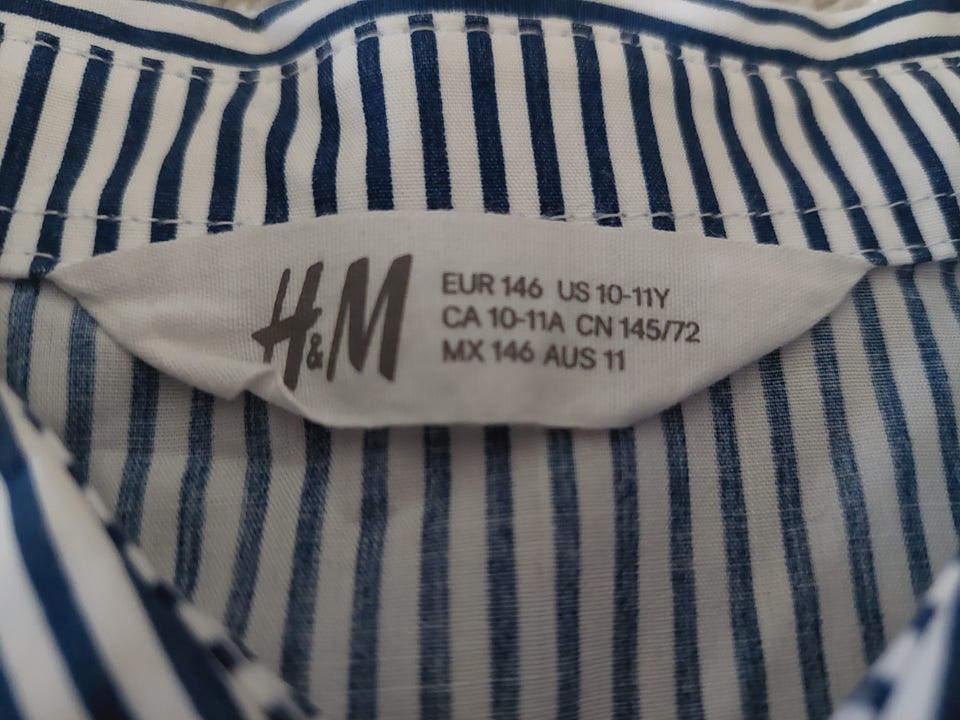 H&M
EUR 146 US 10-11Y
CA 10-11A CN 145/72
MX 146 AUS 11